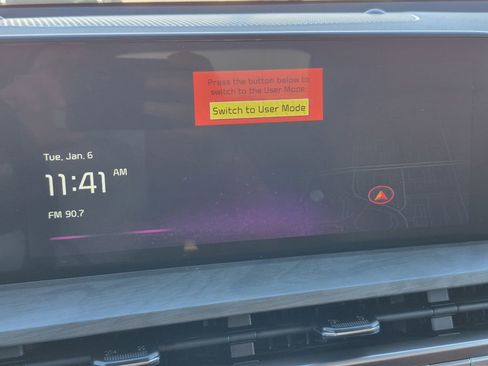 Press the button below to
switch to the User Mode.
Switch to User Mode
Tue, Jan. 6
11:41 AM
FM 90.7